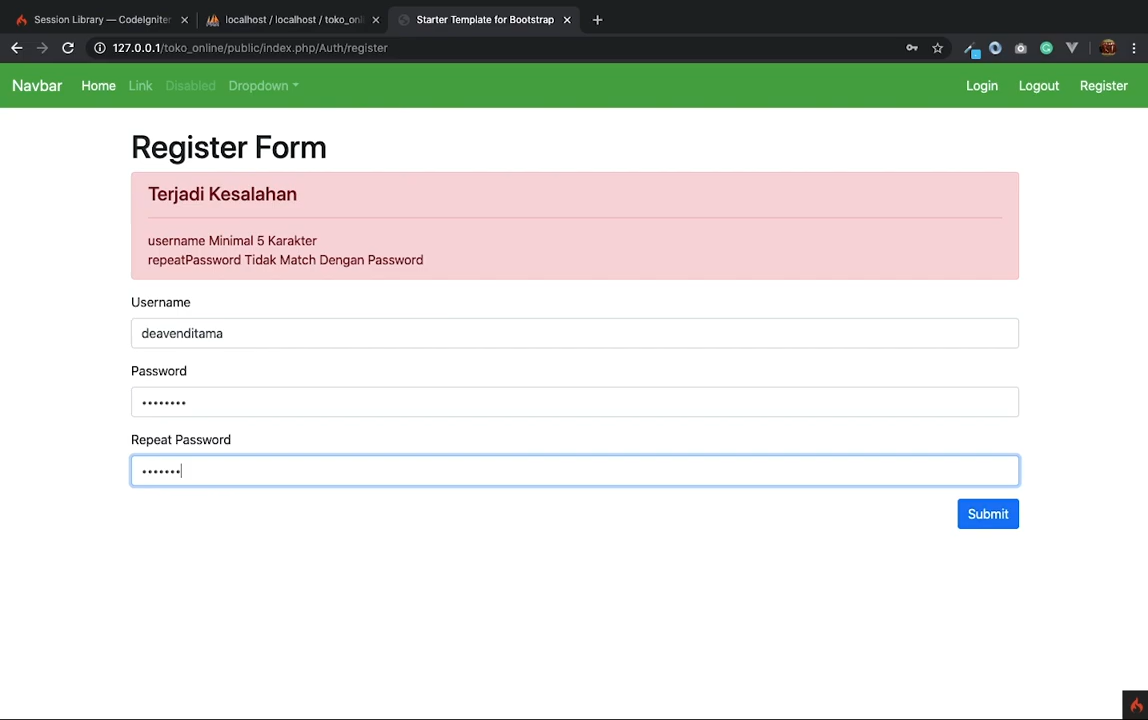 Session Library — CodeIgniter
localhost / localhost / toko_onli
Starter Template for Bootstrap
127.0.0.1/toko_online/public/index.php/Auth/register
Navbar Home Link Disabled Dropdown Login Logout Register
Register Form
Terjadi Kesalahan
username Minimal 5 Karakter
repeatPassword Tidak Match Dengan Password
Username
deavenditama
Password
••••••••
Repeat Password
•••••••
Submit